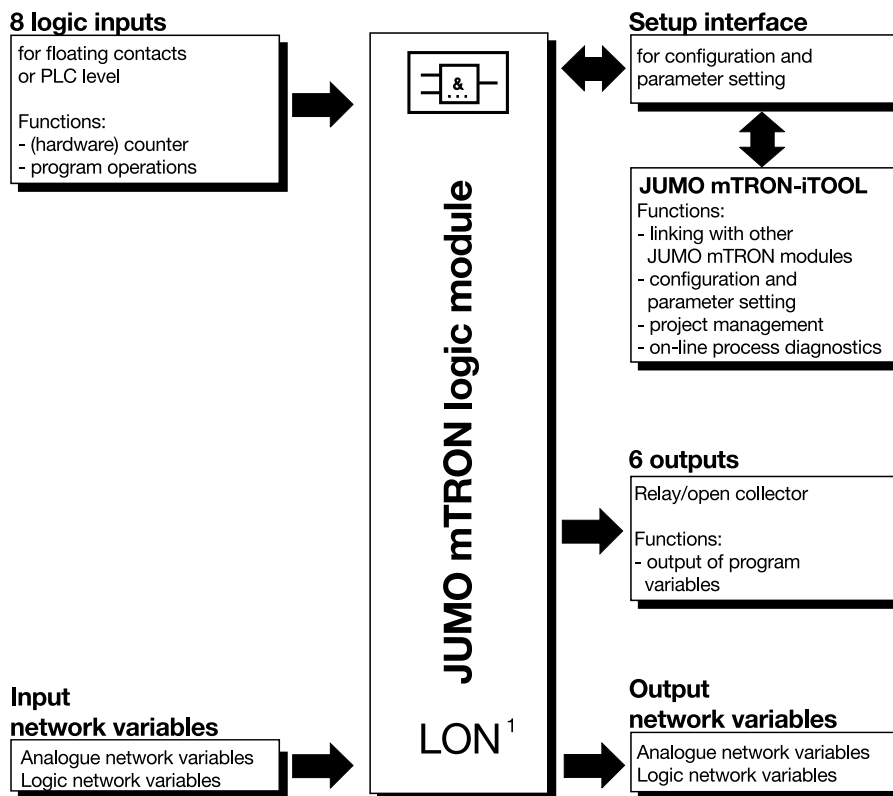 8 logic inputs
for floating contacts
or PLC level
Functions:
- (hardware) counter
- program operations
Input
network variables
Analogue network variables
Logic network variables
&
...
JUMO mTRON logic module
LON 1
Setup interface
for configuration and
parameter setting
JUMO mTRON-iTOOL
Functions:
- linking with other
JUMO mTRON modules
- configuration and
parameter setting
- project management
- on-line process diagnostics
6 outputs
Relay/open collector
Functions:
- output of program
variables
Output
network variables
Analogue network variables
Logic network variables